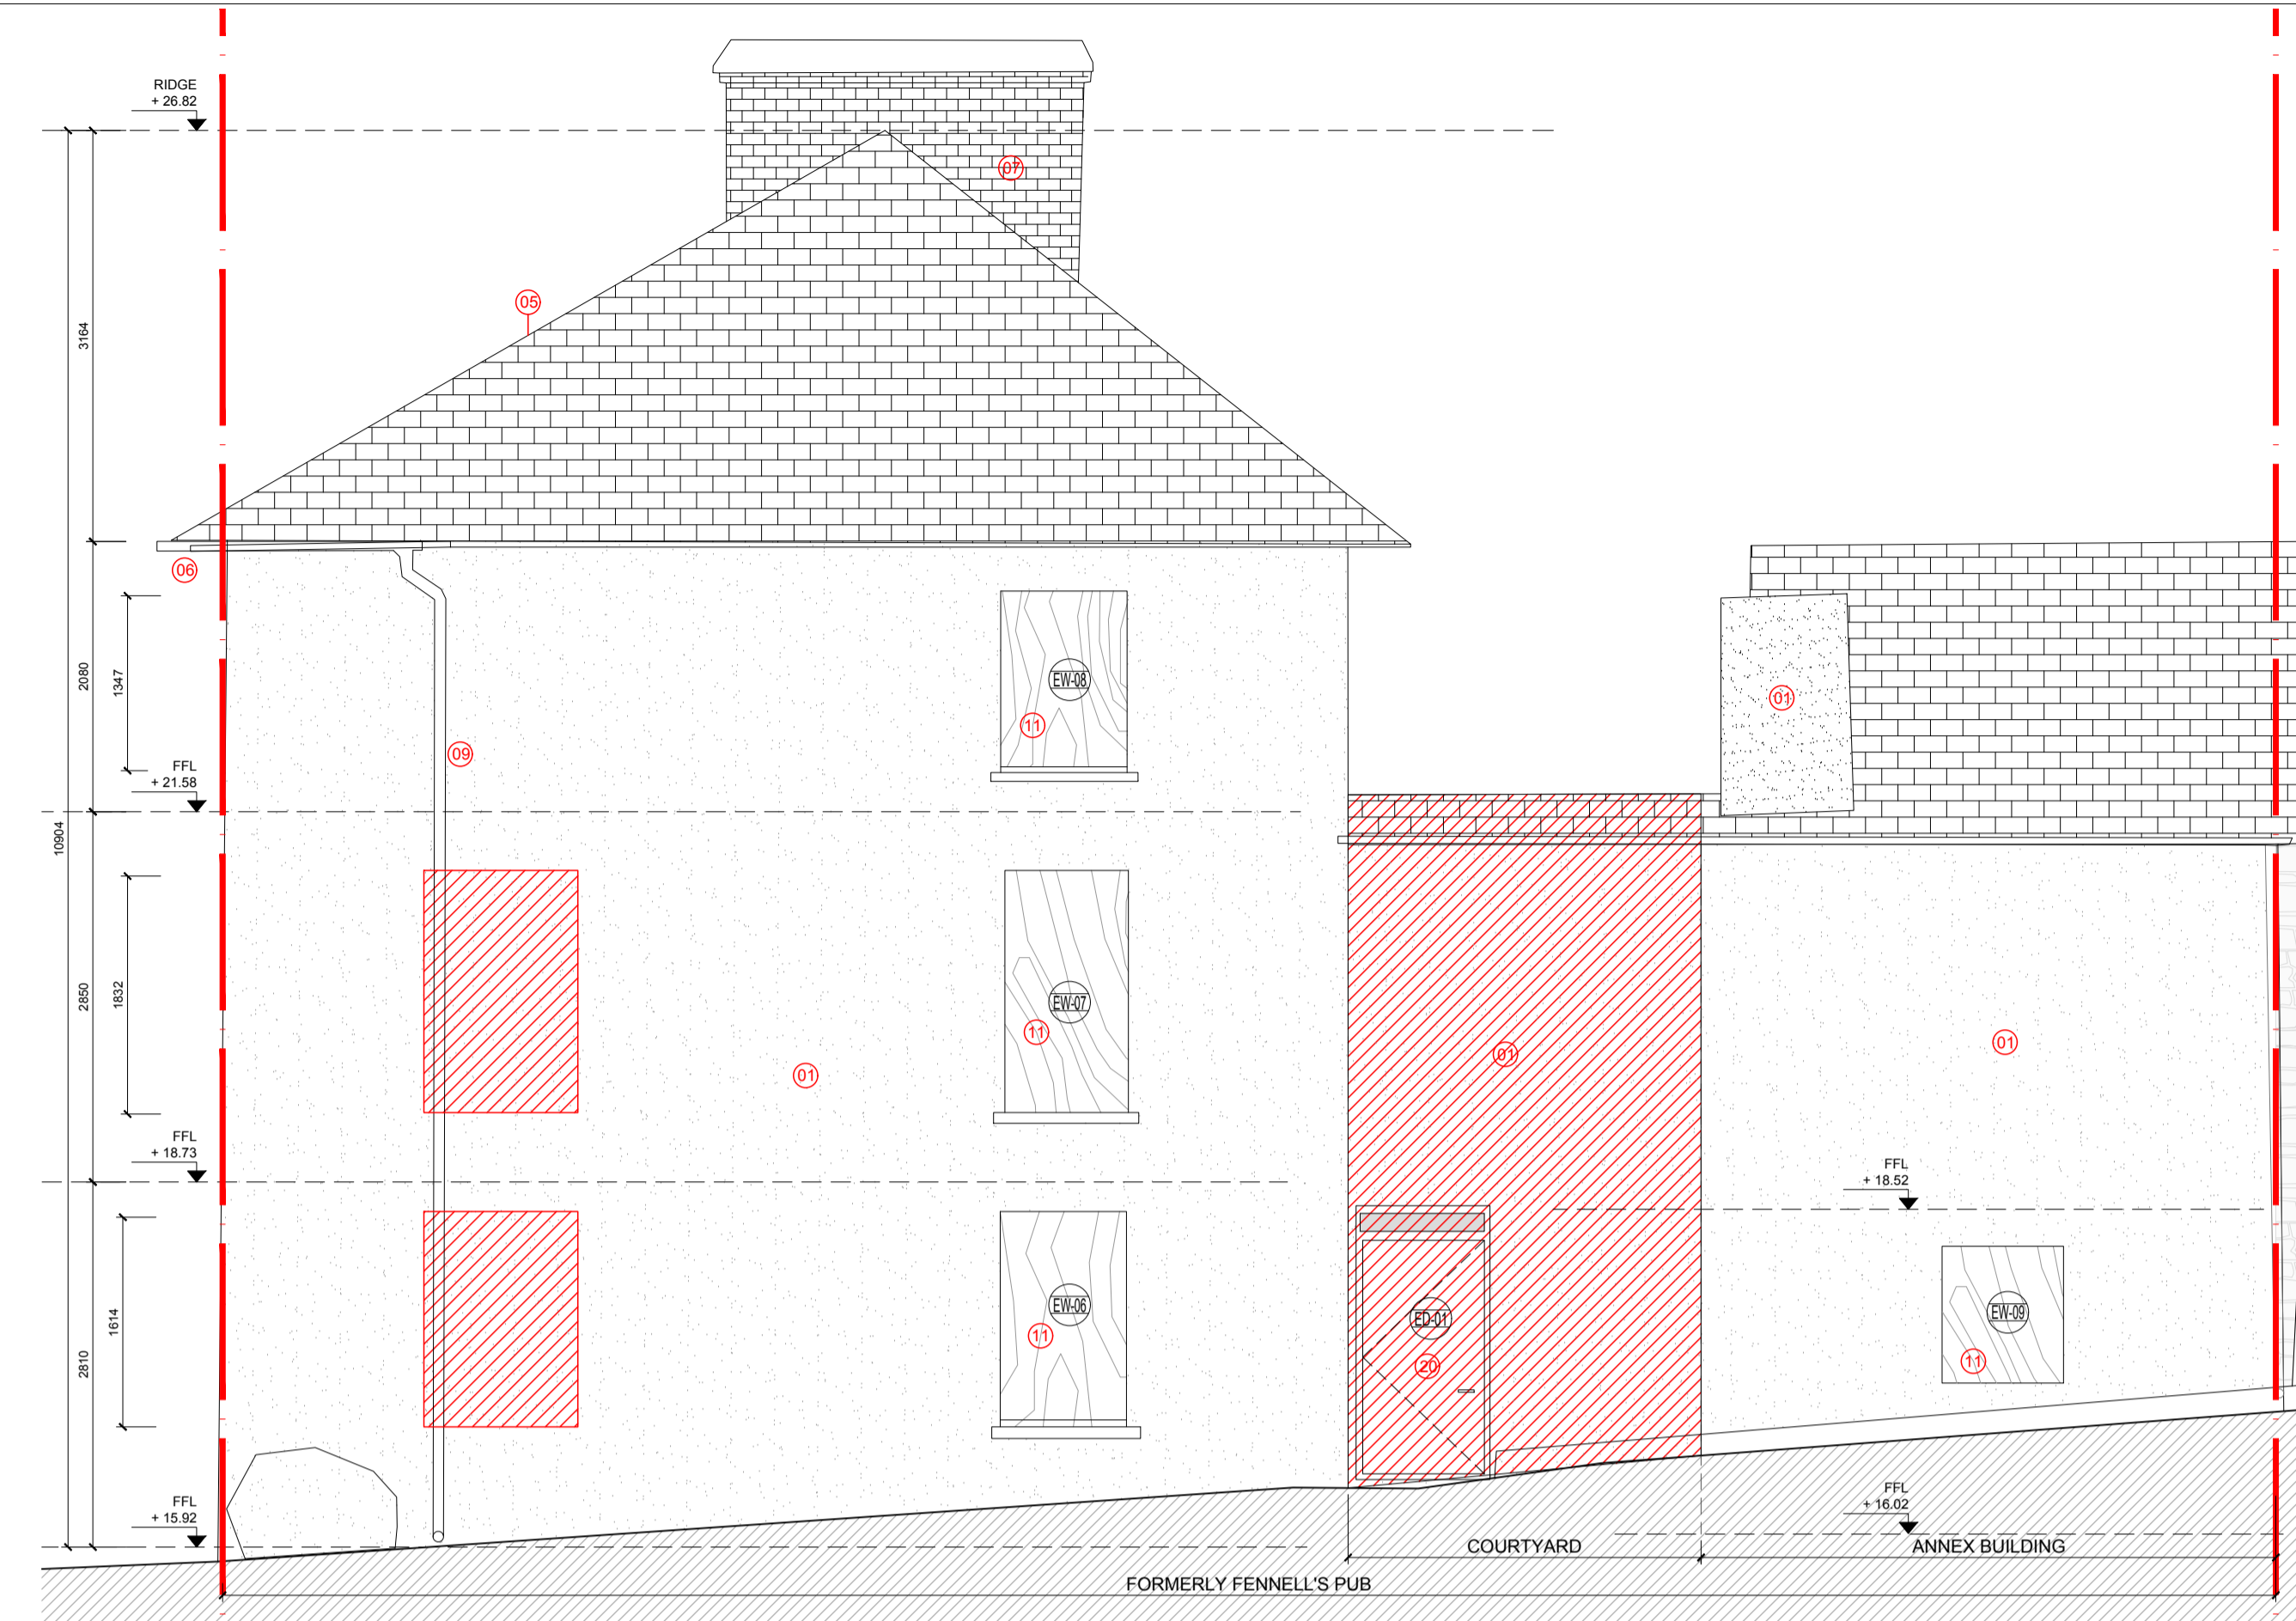 RIDGE
+ 26.82
07
05
3164
06
2080
1347
EW-08
11
01
09
FFL
+ 21.58
10904
2850
1832
EW-07
11
01
01
01
FFL
+ 18.73
FFL
+ 18.52
2810
1614
EW-06
11
ED-01
20
EW-09
11
FFL
+ 15.92
FFL
+ 16.02
COURTYARD
ANNEX BUILDING
FORMERLY FENNELL'S PUB